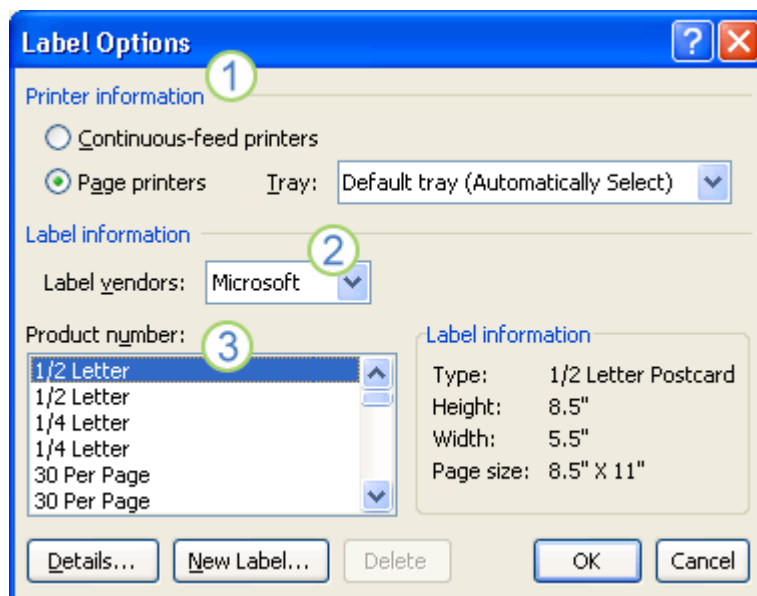 Label Options
1
Printer information
Continuous-feed printers
Page printers Tray: Default tray (Automatically Select)
Label information
2
Label vendors: Microsoft
Product number:
3
1/2 Letter
1/2 Letter
1/4 Letter
1/4 Letter
30 Per Page
30 Per Page
Label information
Type: 1/2 Letter Postcard
Height: 8.5"
Width: 5.5"
Page size: 8.5" X 11"
Details... New Label... Delete OK Cancel